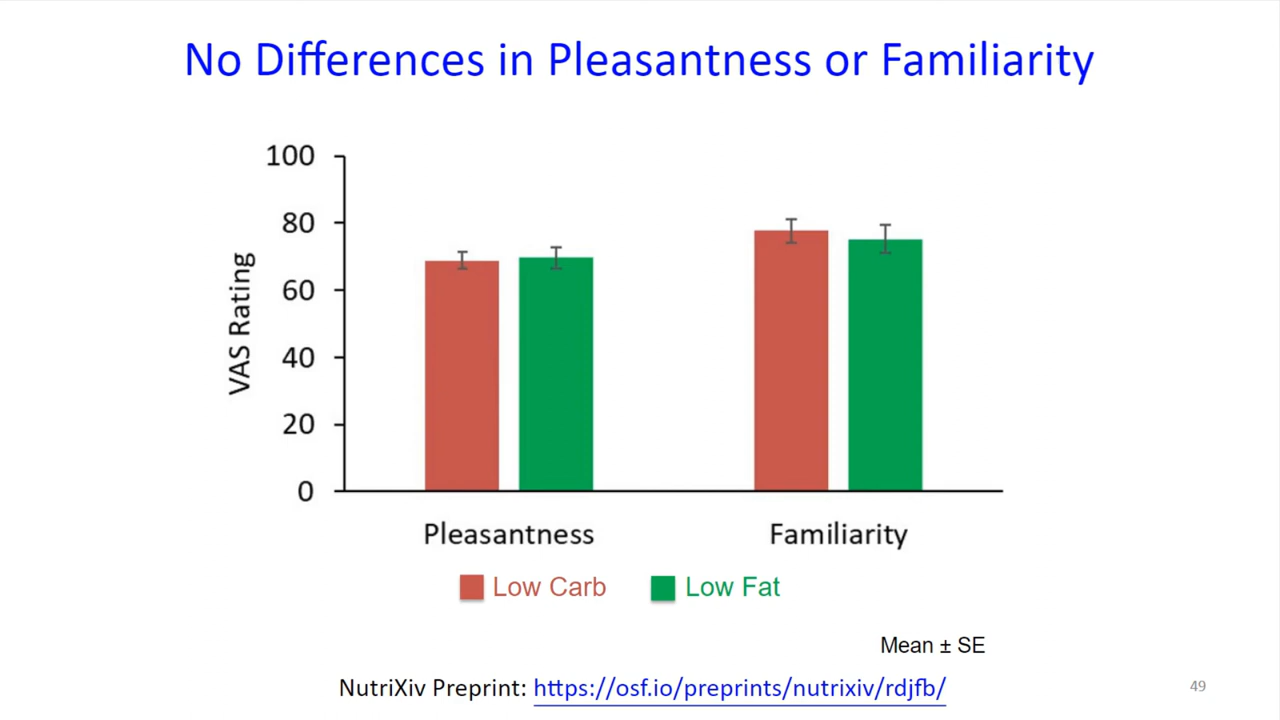 No Differences in Pleasantness or Familiarity
100
80
60
40
20
0
VAS Rating
Pleasantness
Familiarity
Low Carb
Low Fat
Mean ± SE
NutriXiv Preprint: https://osf.io/preprints/nutrixiv/rdjfb/
49